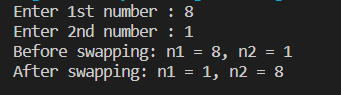 Enter 1st number : 8
Enter 2nd number : 1
Before swapping: n1 = 8, n2 = 1
After swapping: n1 = 1, n2 = 8